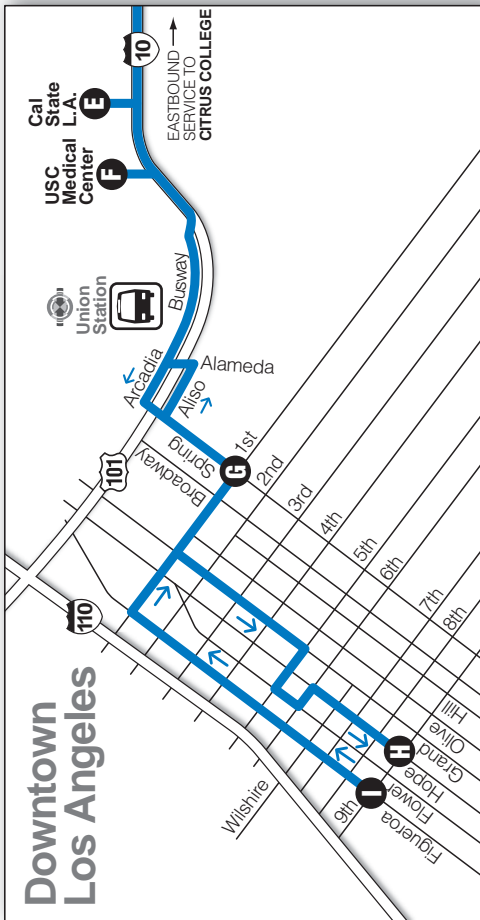 Downtown
Los Angeles
110
101
10
Cal
State
L.A.
E
USC
Medical
Center
F
EASTBOUND
SERVICE TO
CITRUS COLLEGE
Union
Station
Busway
Arcadia
Aliso
Alameda
Spring
Broadway
G
1st
2nd
3rd
4th
5th
6th
7th
8th
9th
Wilshire
Hill
Olive
Grand
Hope
Flower
Figueroa
H
I